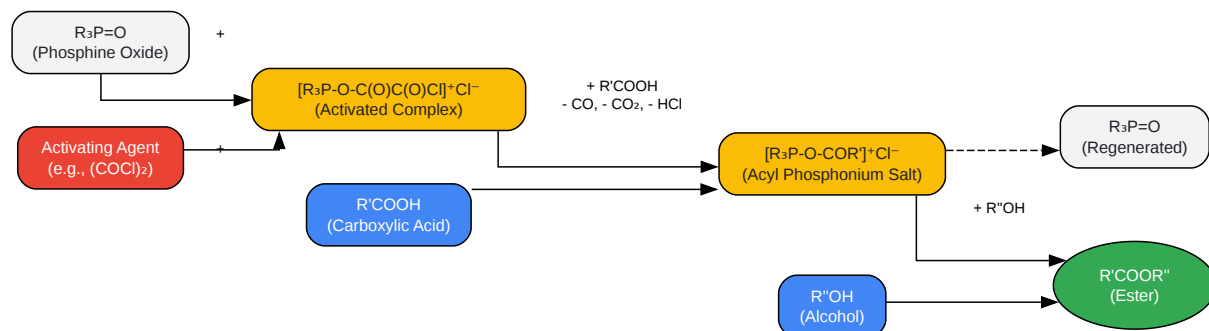 R₃P=O
(Phosphine Oxide)
+
[R₃P-O-C(O)C(O)Cl]⁺Cl⁻
(Activated Complex)
+ R'COOH
- CO, - CO₂, - HCl
Activating Agent
(e.g., (COCl)₂)
+
R'COOH
(Carboxylic Acid)
[R₃P-O-COR']⁺Cl⁻
(Acyl Phosphonium Salt)
R₃P=O
(Regenerated)
+ R"OH
R"OH
(Alcohol)
R'COOR"
(Ester)